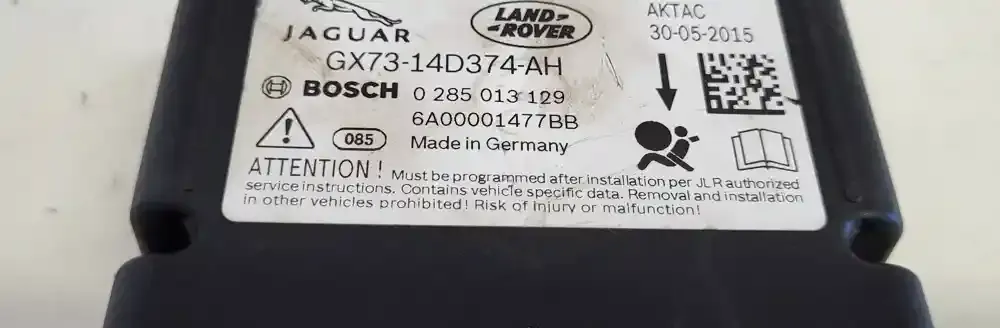 JAGUAR
LAND-
-ROVER
AKTAC
30-05-2015
GX73-14D374-AH
BOSCH 0 285 013 129
6A00001477BB
085
Made in Germany
ATTENTION! Must be programmed after installation per JLR authorized
service instructions. Contains vehicle specific data. Removal and installation
in other vehicles prohibited! Risk of Injury or malfunction!